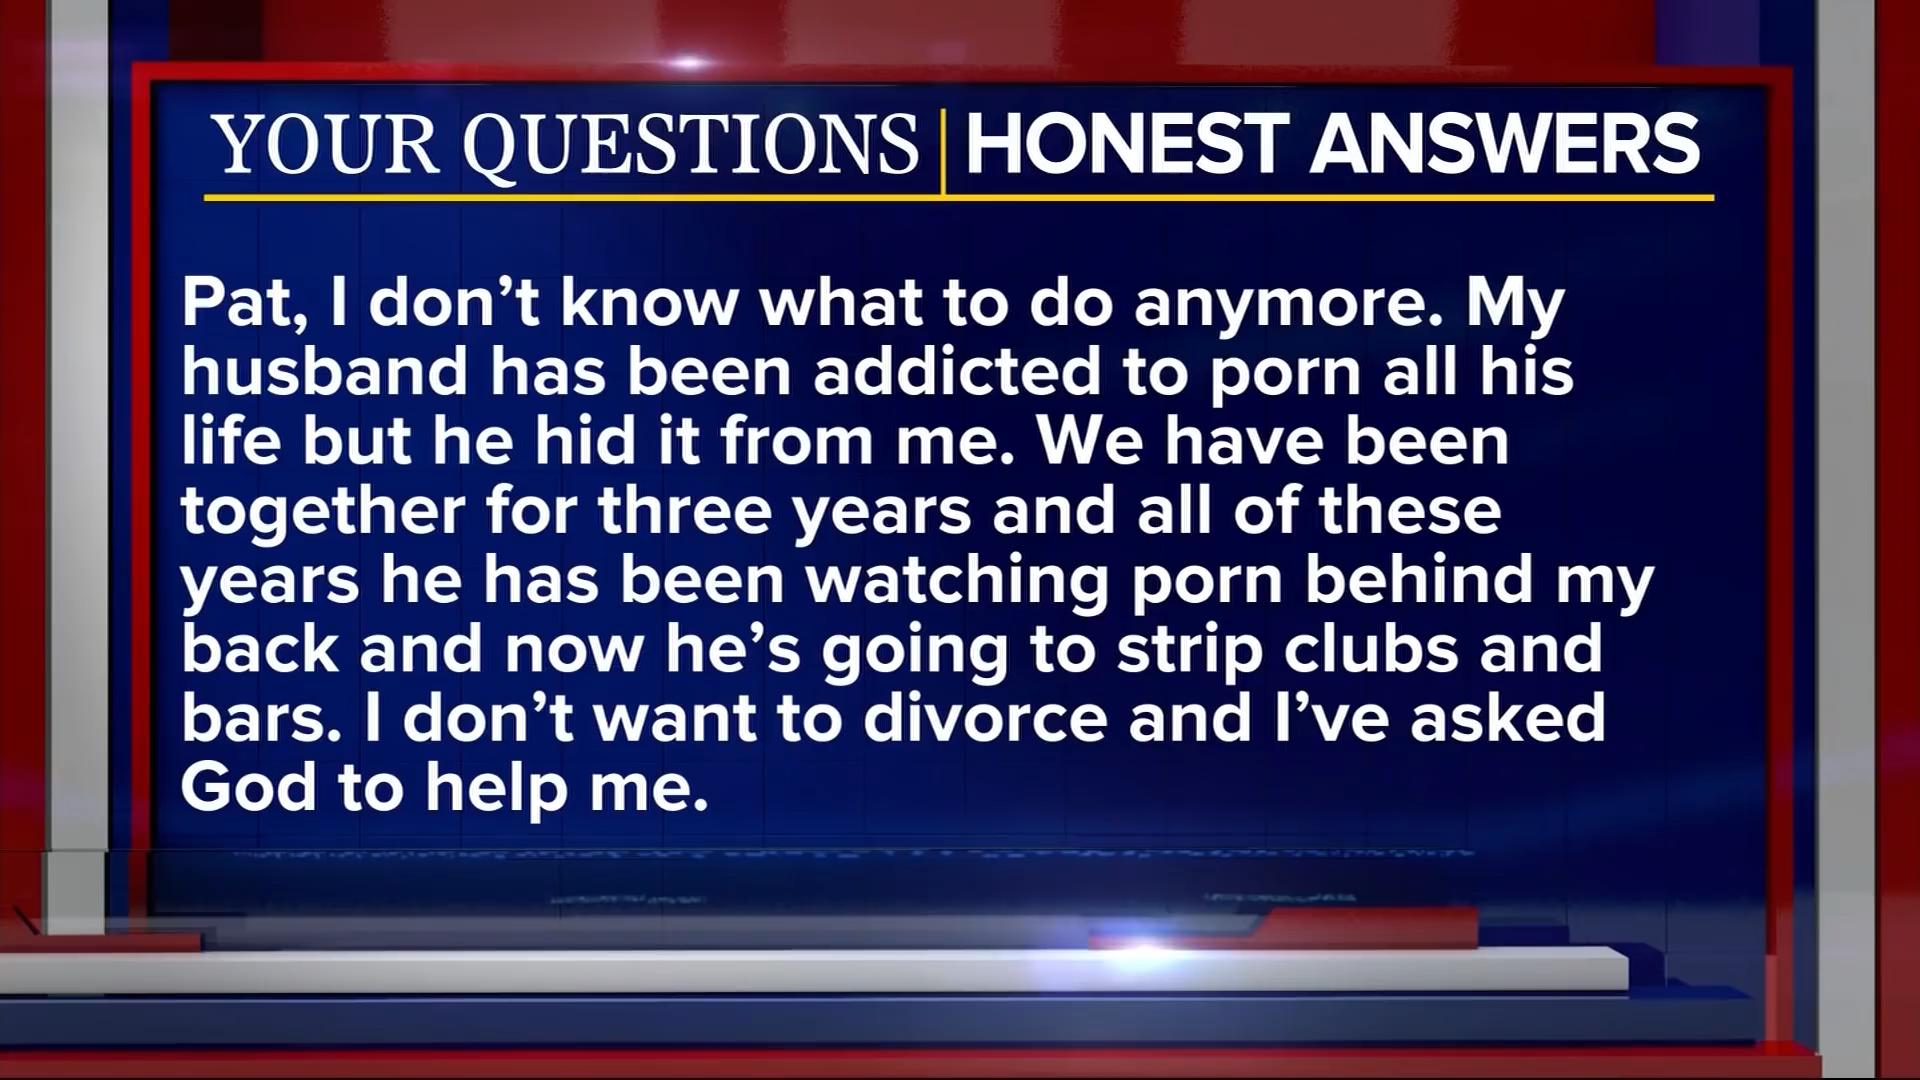 YOUR QUESTIONS | HONEST ANSWERS
Pat, I don’t know what to do anymore. My
husband has been addicted to porn all his
life but he hid it from me. We have been
together for three years and all of these
years he has been watching porn behind my
back and now he’s going to strip clubs and
bars. I don’t want to divorce and I’ve asked
God to help me.